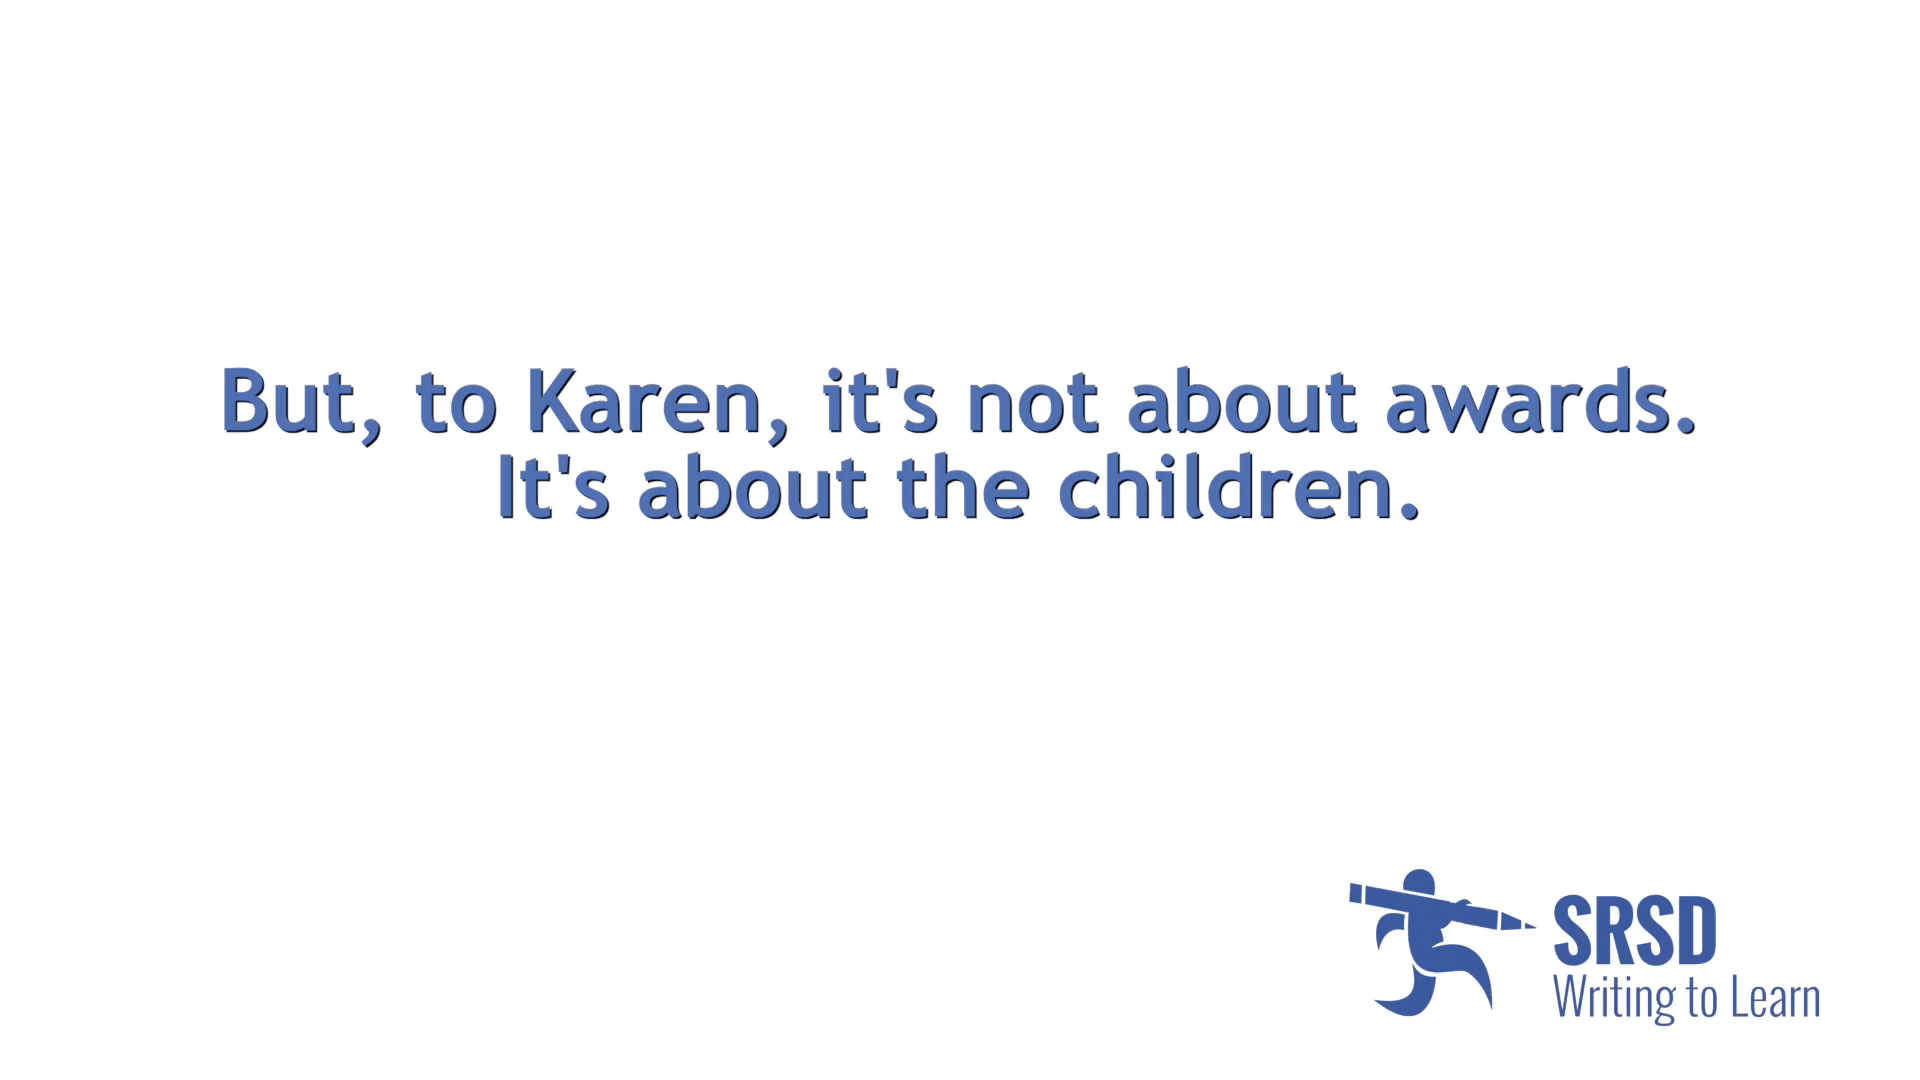 But, to Karen, it's not about awards.
It's about the children.
SRSD
Writing to Learn